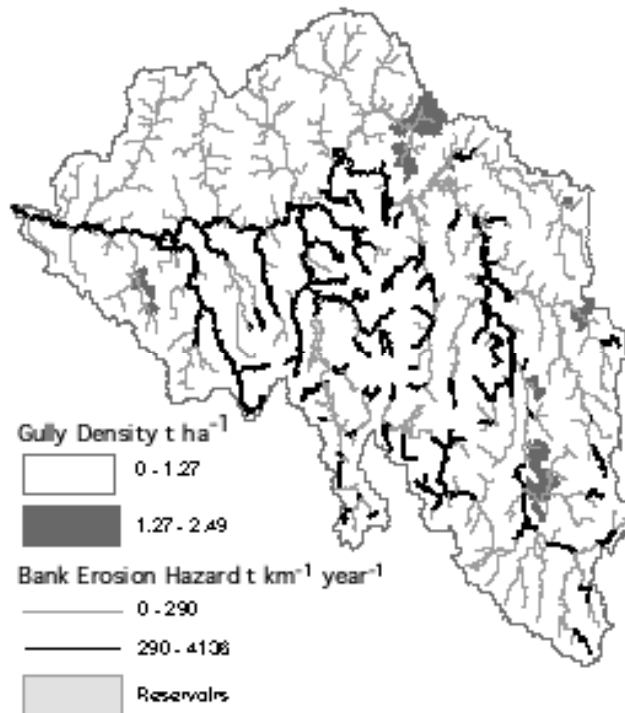 Gully Density t ha⁻¹
0 - 1.27
1.27 - 2.49
Bank Erosion Hazard t km⁻¹ year⁻¹
0 - 290
290 - 4136
Reservoirs